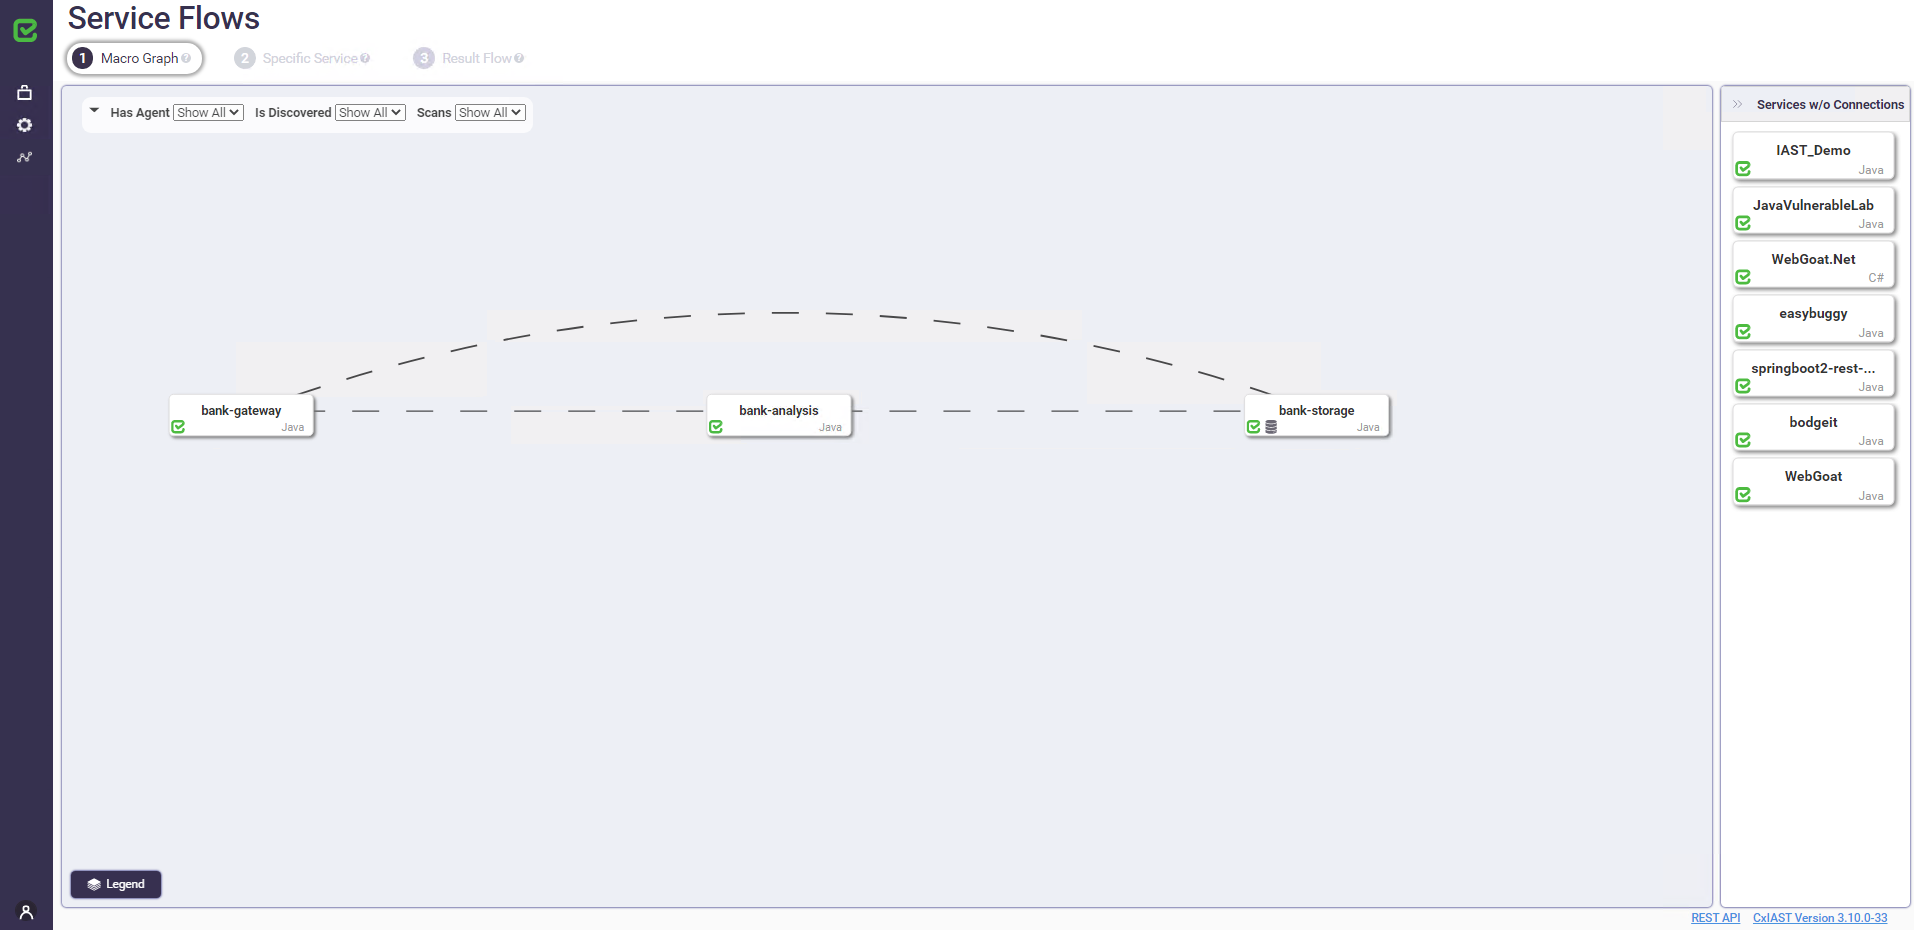 Service Flows
1 Macro Graph ?
2 Specific Service ?
3 Result Flow ?
Has Agent Show All Is Discovered Show All Scans Show All
Services w/o Connections
IAST_Demo
Java
JavaVulnerableLab
Java
WebGoat.Net
C#
easybuggy
Java
springboot2-rest-...
Java
bodgeit
Java
WebGoat
Java
bank-gateway
Java
bank-analysis
Java
bank-storage
Java
Legend
REST API CxIAST Version 3.10.0-33